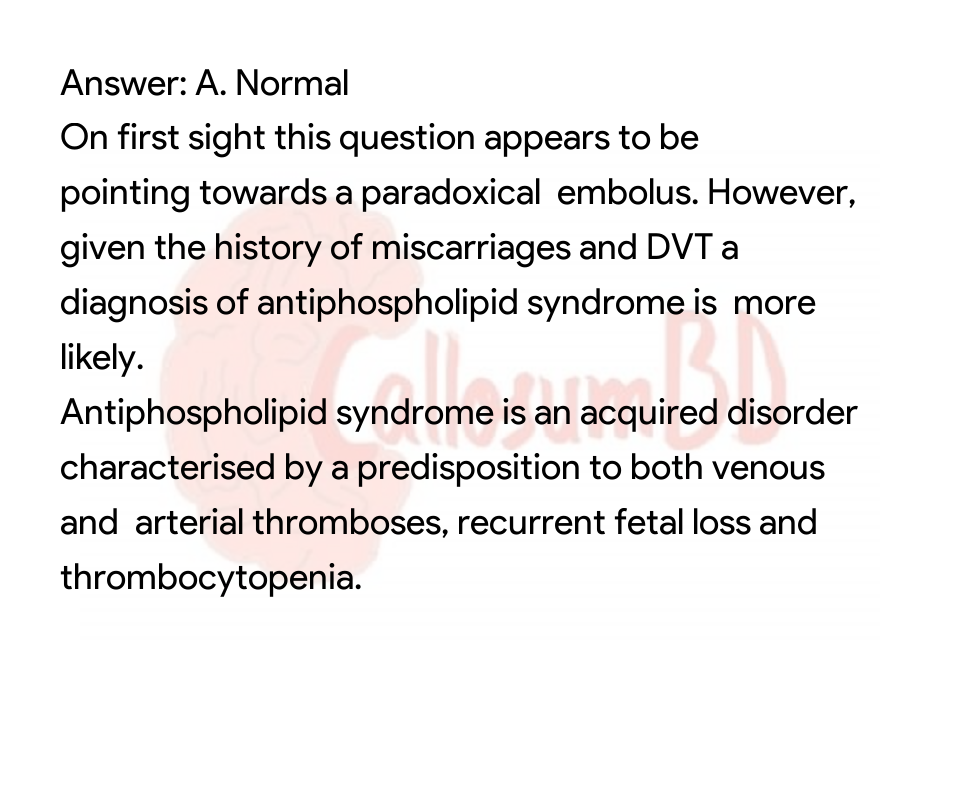 Answer: A. Normal
On first sight this question appears to be
pointing towards a paradoxical  embolus. However,
given the history of miscarriages and DVT a
diagnosis of antiphospholipid syndrome is  more
likely.
Antiphospholipid syndrome is an acquired disorder
characterised by a predisposition to both venous
and  arterial thromboses, recurrent fetal loss and
thrombocytopenia.
CallosumBD